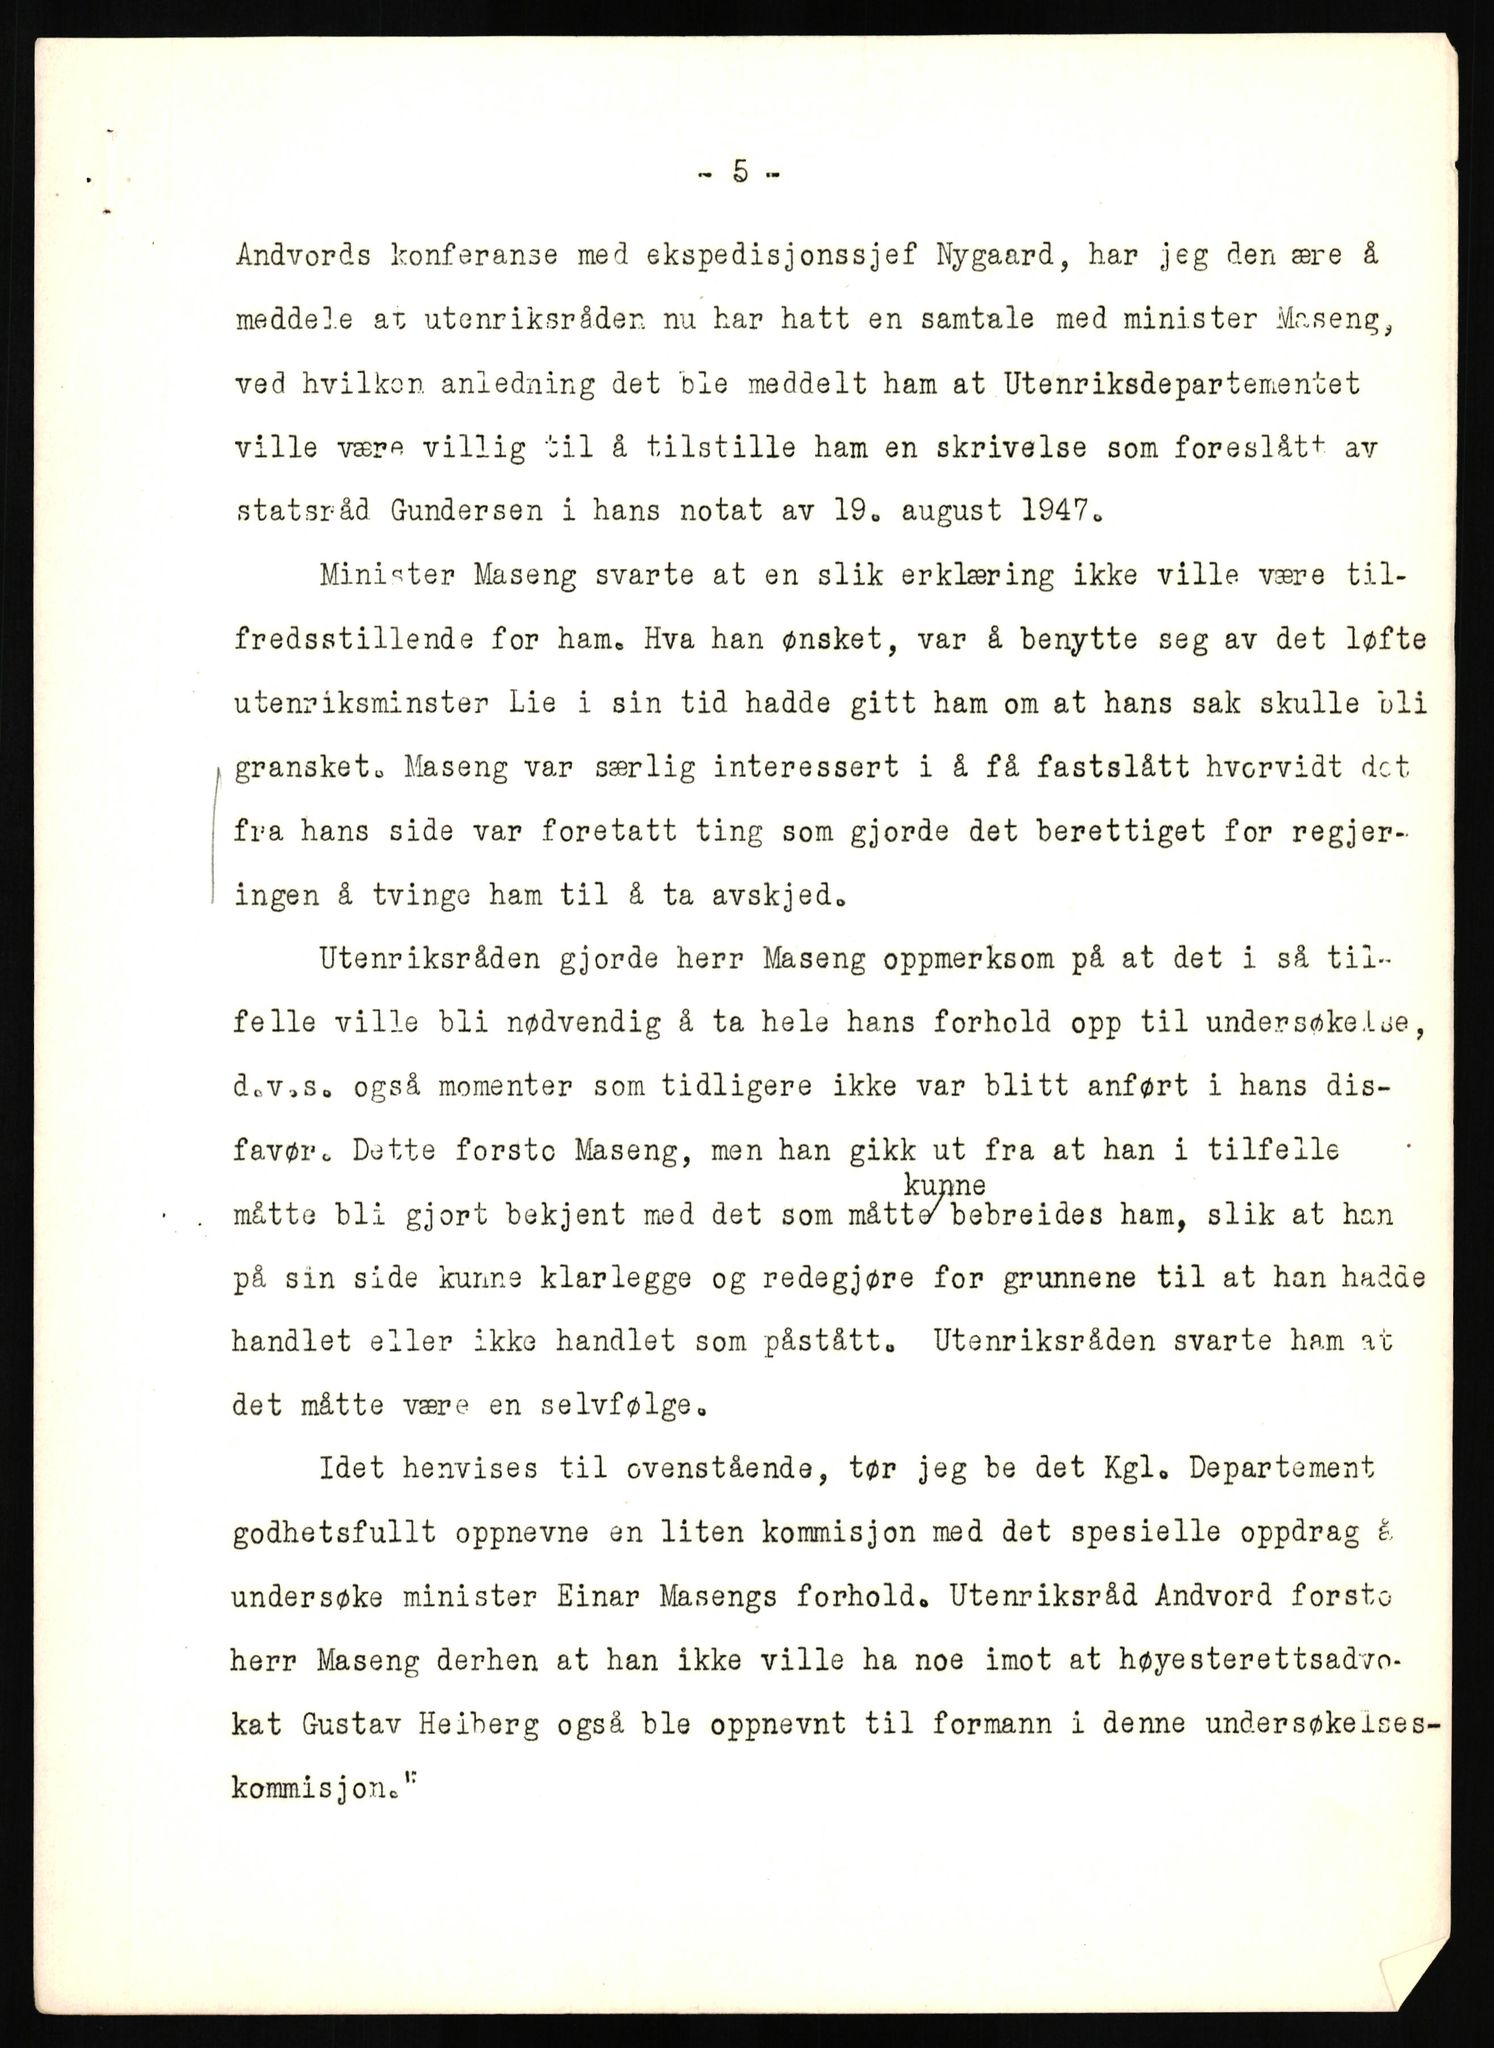 - 5 -
Andvords konferanse med ekspedisjonssjef Nygaard, har jeg den ære å
meddele at utenriksråden nu har hatt en samtale med minister Maseng,
ved hvilken anledning det ble meddelt ham at Utenriksdepartementet
ville være villig til å tilstille ham en skrivelse som foreslått av
statsråd Gundersen i hans notat av 19. august 1947.
Minister Maseng svarte at en slik erklæring ikke ville være til-
fredsstillende for ham. Hva han ønsket, var å benytte seg av det løfte
utenriksminster Lie i sin tid hadde gitt ham om at hans sak skulle bli
gransket. Maseng var særlig interessert i å få fastslått hvorvidt det
fra hans side var foretatt ting som gjorde det berettiget for regjer-
ingen å tvinge ham til å ta avskjed.
Utenriksråden gjorde herr Maseng oppmerksom på at det i så til-
felle ville bli nødvendig å ta hele hans forhold opp til undersøkelse,
d.v.s. også momenter som tidligere ikke var blitt anført i hans dis-
favør. Dette forsto Maseng, men han gikk ut fra at han i tilfelle
kunne
måtte bli gjort bekjent med det som måtte/bebreides ham, slik at han
på sin side kunne klarlegge og redegjøre for grunnene til at han hadde
handlet eller ikke handlet som påstått. Utenriksråden svarte ham at
det måtte være en selvfølge.
Idet henvises til ovenstående, tør jeg be det Kgl. Departement
godhetsfullt oppnevne en liten kommisjon med det spesielle oppdrag å
undersøke minister Einar Masengs forhold. Utenriksråd Andvord forsto
herr Maseng derhen at han ikke ville ha noe imot at høyesterettsadvo-
kat Gustav Heiberg også ble oppnevnt til formann i denne undersøkelses-
kommisjon."